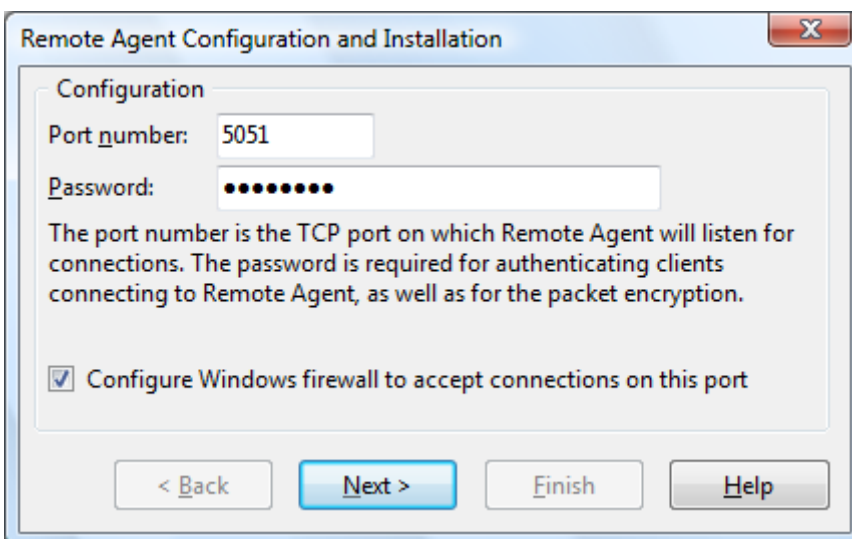 Remote Agent Configuration and Installation
Configuration
Port number: 5051
Password: ●●●●●●●●
The port number is the TCP port on which Remote Agent will listen for
connections. The password is required for authenticating clients
connecting to Remote Agent, as well as for the packet encryption.
Configure Windows firewall to accept connections on this port
< Back Next > Finish Help